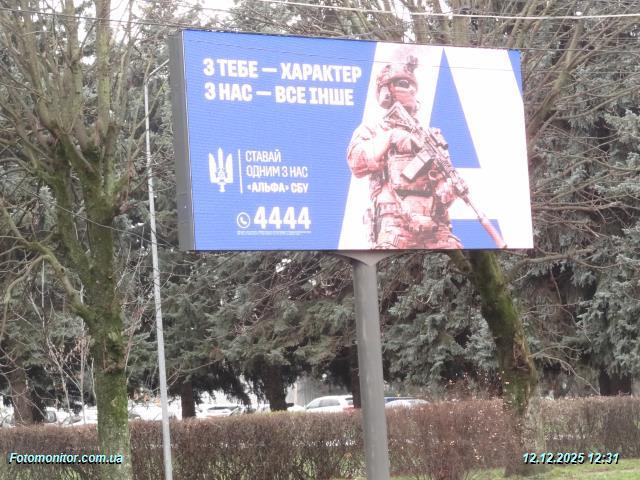 З ТЕБЕ — ХАРАКТЕР
З НАС — ВСЕ ІНШЕ
СТАВАЙ
ОДНИМ З НАС
«АЛЬФА» СБУ
4444
А
Fotomonitor.com.ua
12.12.2025 12:31